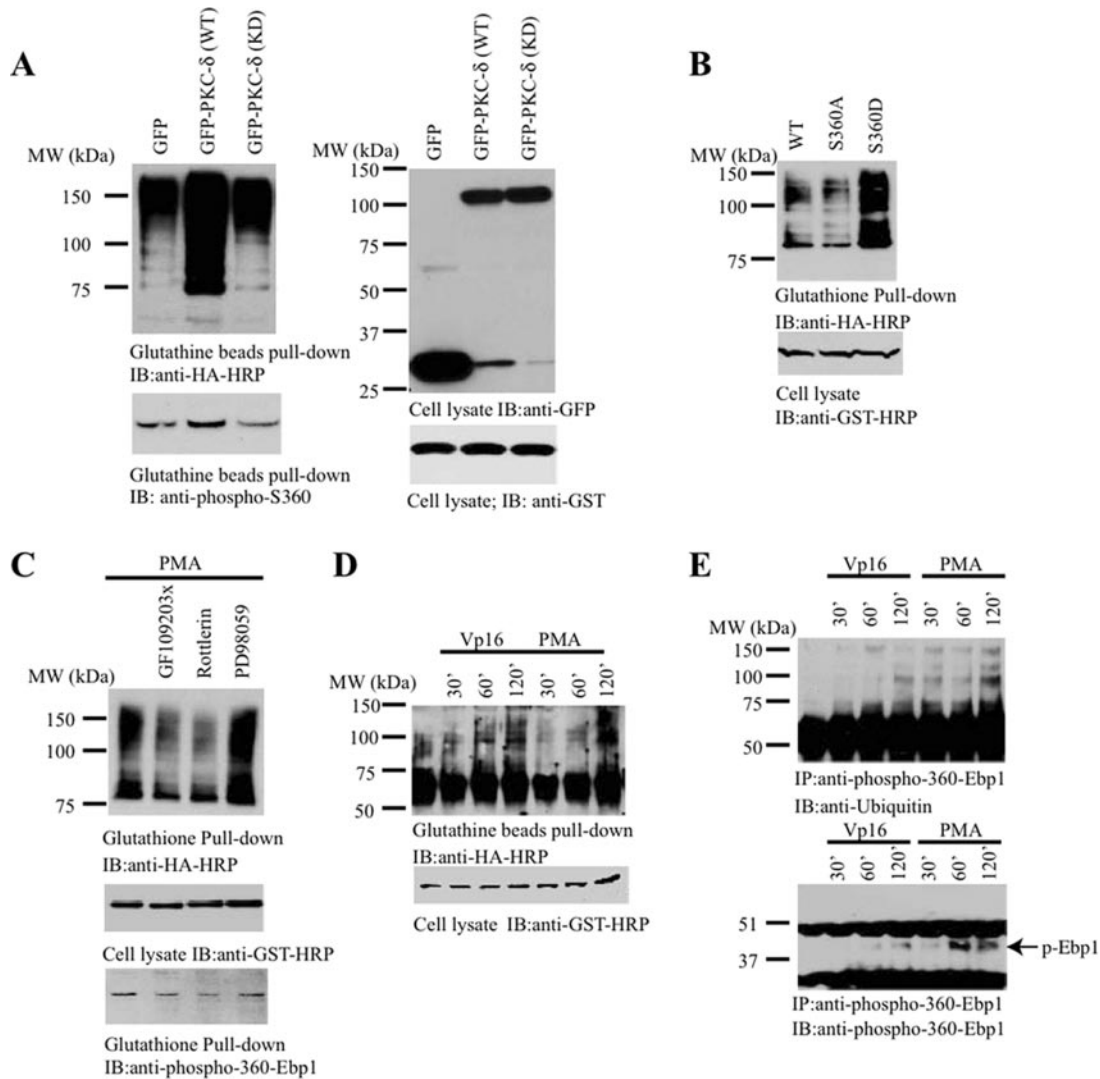 A
GFP
GFP-PKC-δ (WT)
GFP-PKC-δ (KD)
MW (kDa)
150
100
75
Glutathine beads pull-down
IB:anti-HA-HRP
Glutathine beads pull-down
IB: anti-phospho-S360
GFP
GFP-PKC-δ (WT)
GFP-PKC-δ (KD)
MW (kDa)
150
100
75
50
37
25
Cell lysate IB:anti-GFP
Cell lysate; IB: anti-GST
B
WT
S360A
S360D
MW (kDa)
150
100
75
Glutathione Pull-down
IB:anti-HA-HRP
Cell lysate
IB:anti-GST-HRP
C
PMA
GF109203x
Rottlerin
PD98059
MW (kDa)
150
100
75
Glutathione Pull-down
IB:anti-HA-HRP
Cell lysate IB:anti-GST-HRP
Glutathione Pull-down
IB:anti-phospho-360-Ebp1
D
Vp16 PMA
30' 60' 120' 30' 60' 120'
MW (kDa)
150
100
75
50
Glutathine beads pull-down
IB:anti-HA-HRP
Cell lysate IB:anti-GST-HRP
E
Vp16 PMA
30' 60' 120' 30' 60' 120'
MW (kDa)
150
100
75
50
IP:anti-phospho-360-Ebp1
IB:anti-Ubiquitin
Vp16 PMA
30' 60' 120' 30' 60' 120'
51
37
p-Ebp1
IP:anti-phospho-360-Ebp1
IB:anti-phospho-360-Ebp1